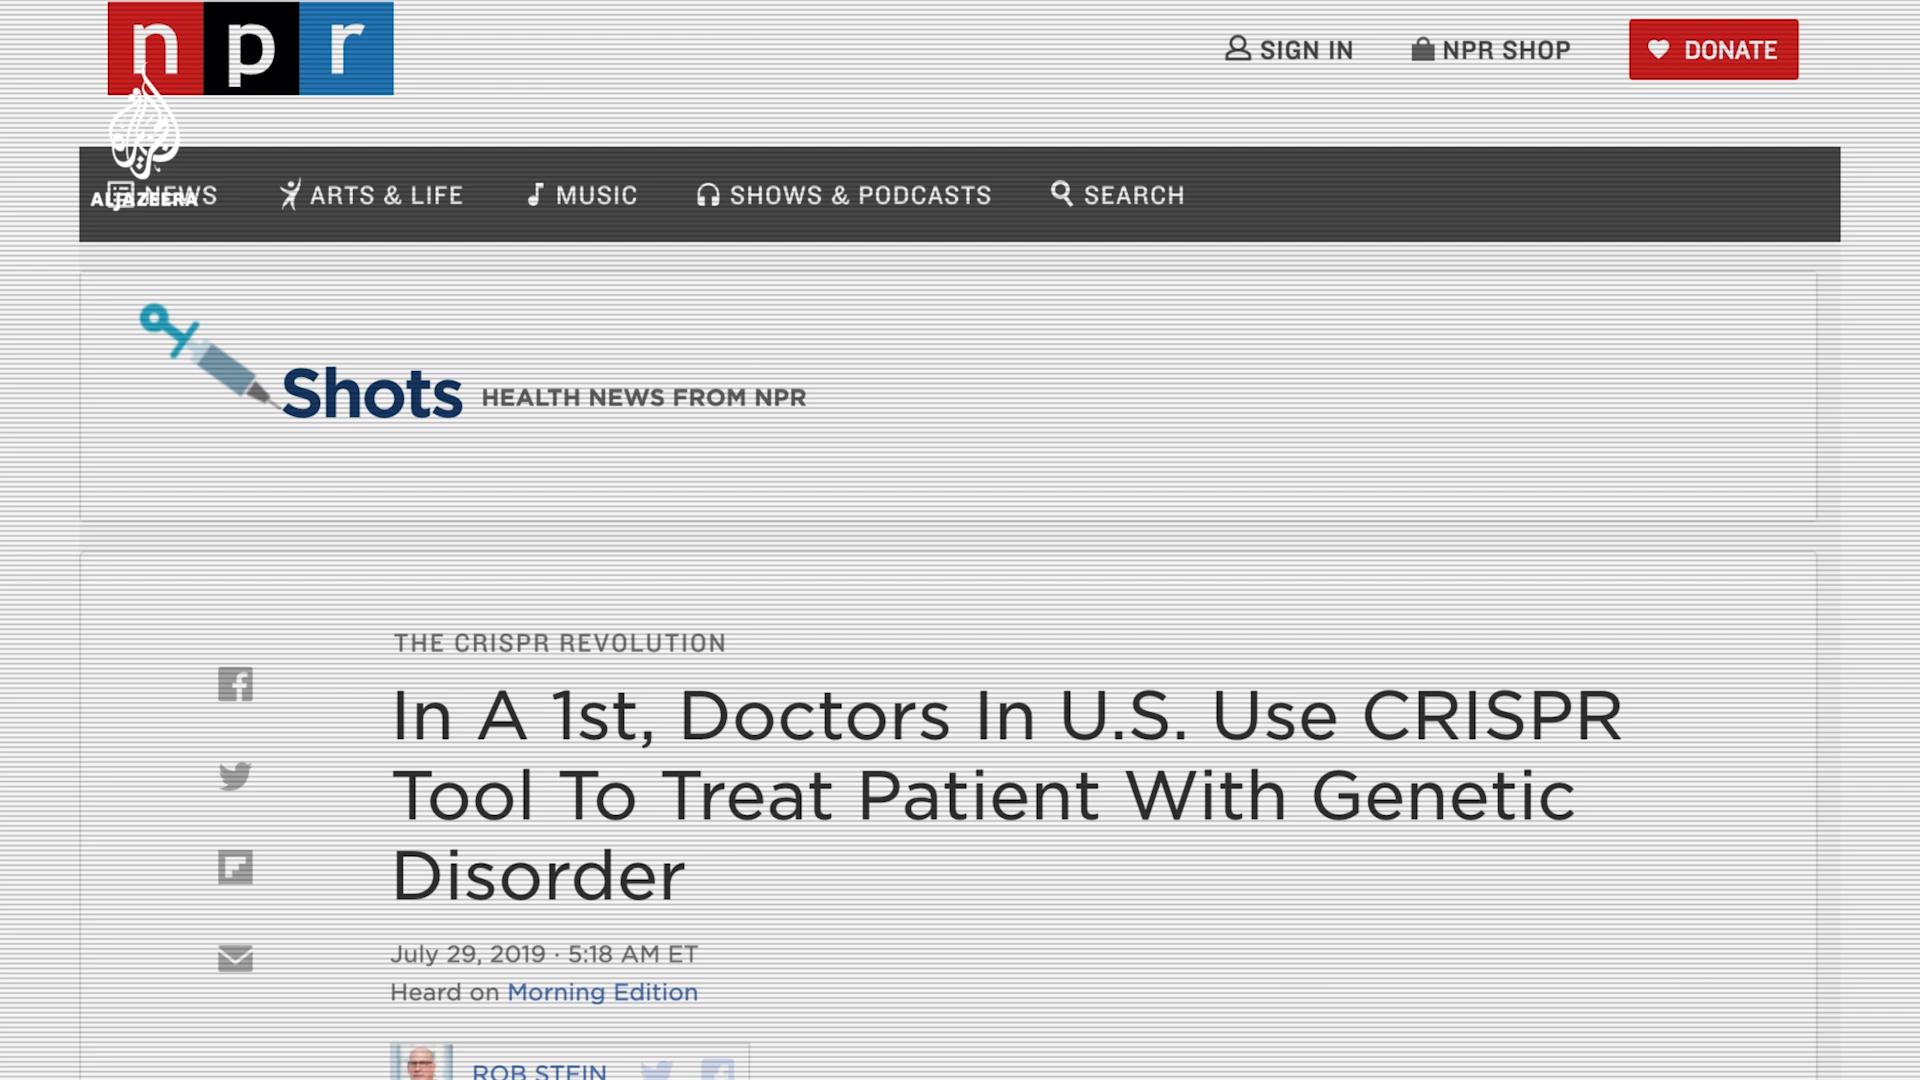 npr
SIGN IN
NPR SHOP
DONATE
ALJAZEERA
NEWS
ARTS & LIFE
MUSIC
SHOWS & PODCASTS
SEARCH
Shots HEALTH NEWS FROM NPR
THE CRISPR REVOLUTION
In A 1st, Doctors In U.S. Use CRISPR
Tool To Treat Patient With Genetic
Disorder
July 29, 2019 · 5:18 AM ET
Heard on Morning Edition
ROB STEIN